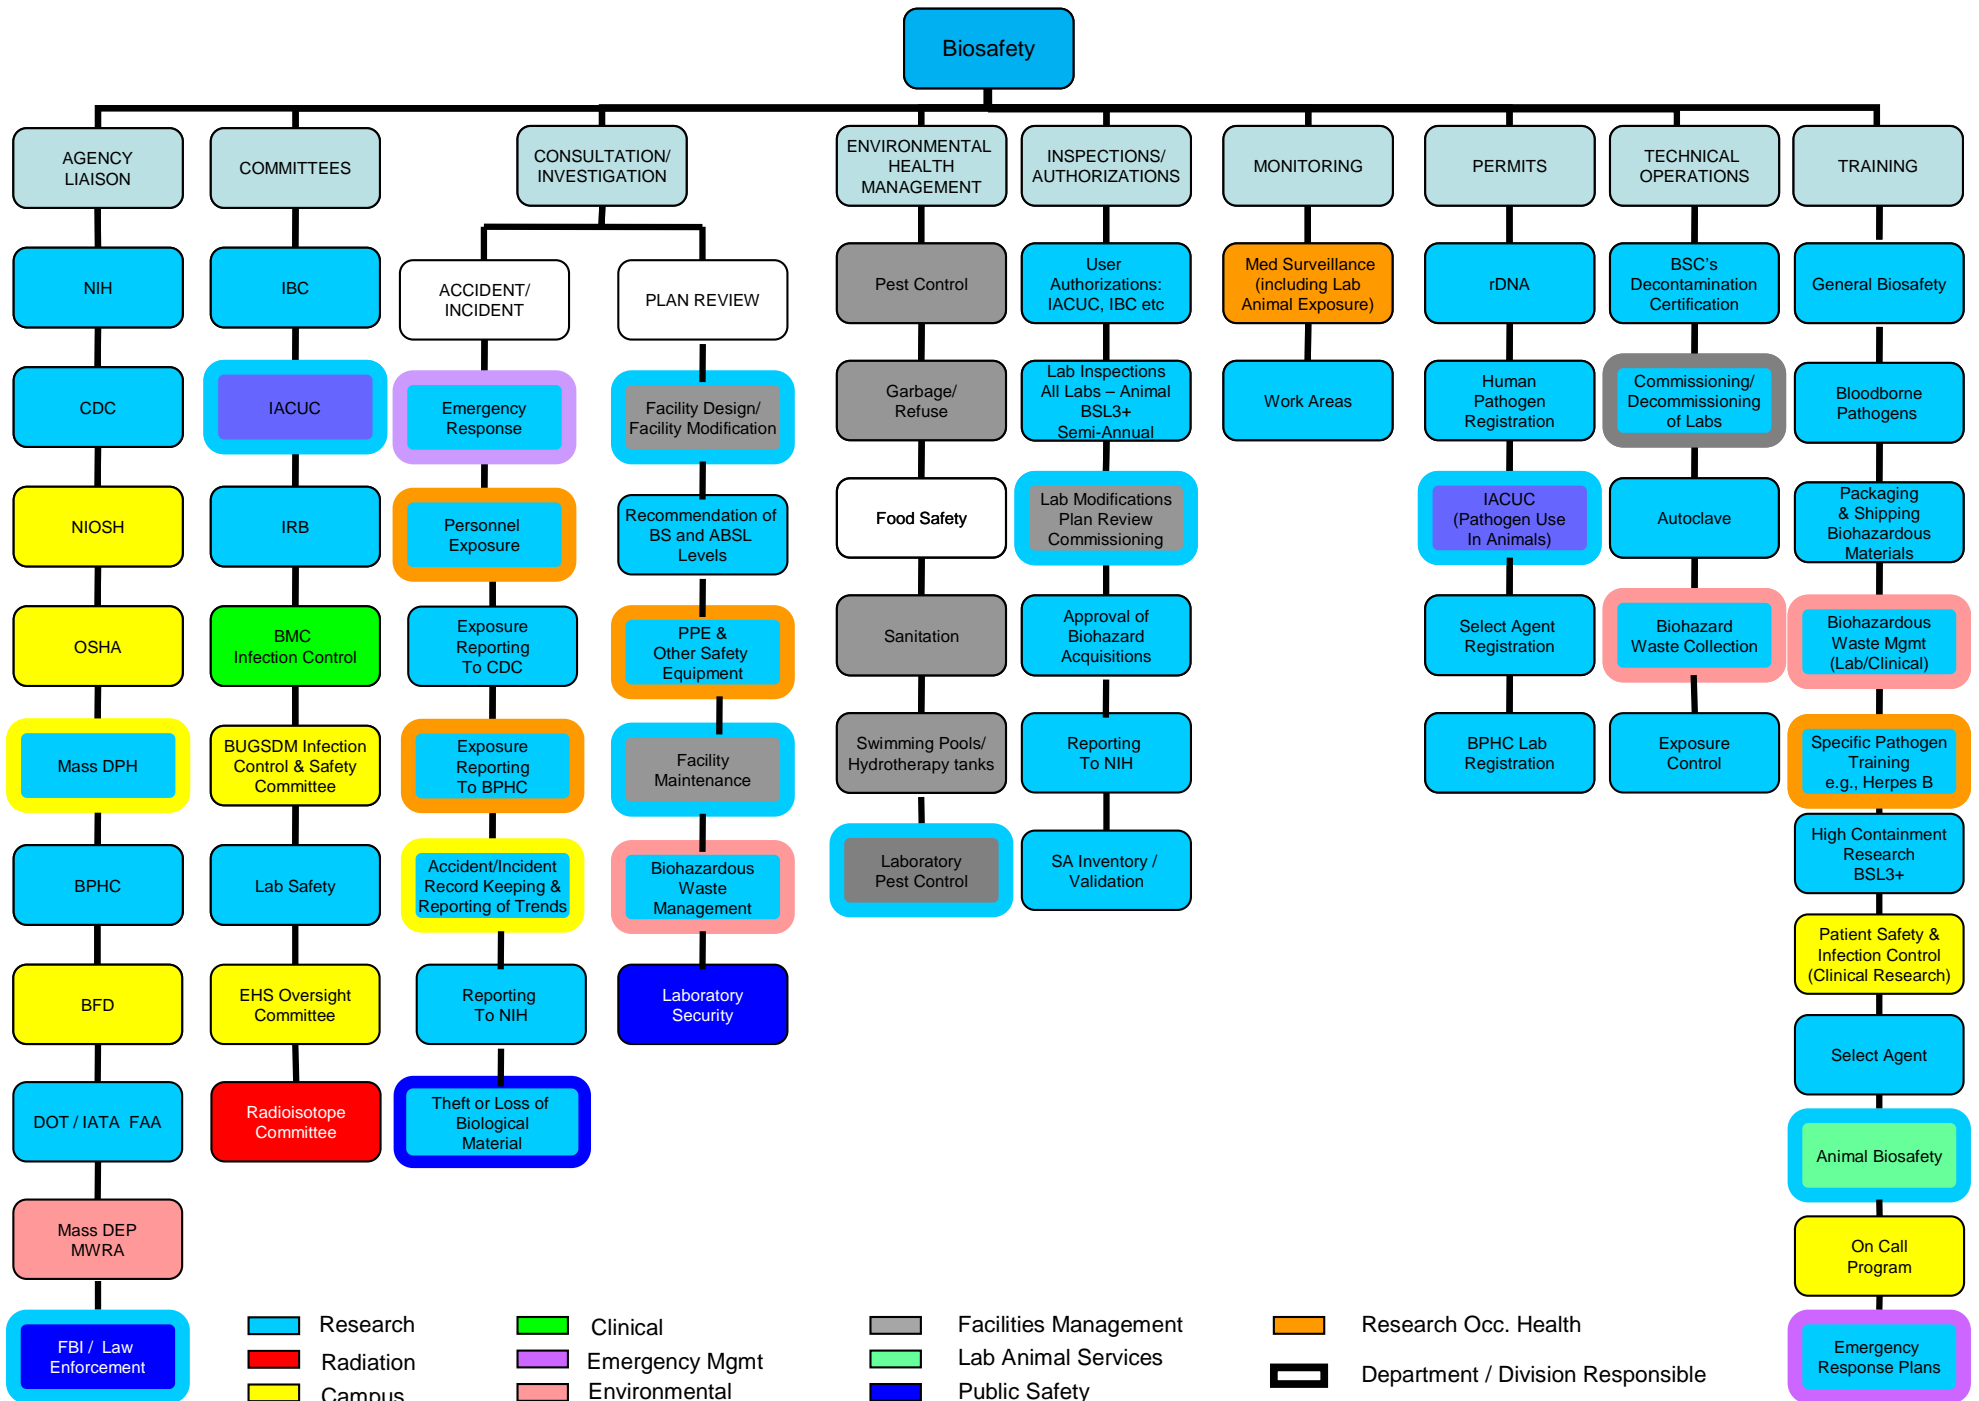 Biosafety
AGENCY
LIAISON
NIH
CDC
NIOSH
OSHA
Mass DPH
BPHC
BFD
DOT / IATA  FAA
Mass DEP
MWRA
FBI /  Law
Enforcement
COMMITTEES
IBC
IACUC
IRB
BMC
Infection Control
BUGSDM Infection
Control & Safety
Committee
Lab Safety
EHS Oversight
Committee
Radioisotope
Committee
CONSULTATION/
INVESTIGATION
ACCIDENT/
INCIDENT
Emergency
Response
Personnel
Exposure
Exposure
Reporting
To CDC
Exposure
Reporting
To BPHC
Accident/Incident
Record Keeping &
Reporting of Trends
Reporting
To NIH
Theft or Loss of
Biological
Material
PLAN REVIEW
Facility Design/
Facility Modification
Recommendation of
BS and ABSL
Levels
PPE &
Other Safety
Equipment
Facility
Maintenance
Biohazardous
Waste
Management
Laboratory
Security
ENVIRONMENTAL
HEALTH
MANAGEMENT
Pest Control
Garbage/
Refuse
Food Safety
Sanitation
Swimming Pools/
Hydrotherapy tanks
Laboratory
Pest Control
INSPECTIONS/
AUTHORIZATIONS
User
Authorizations:
IACUC, IBC etc
Lab Inspections
All Labs – Animal
BSL3+
Semi-Annual
Lab Modifications
Plan Review
Commissioning
Approval of
Biohazard
Acquisitions
Reporting
To NIH
SA Inventory /
Validation
MONITORING
Med Surveillance
(including Lab
Animal Exposure)
Work Areas
PERMITS
rDNA
Human
Pathogen
Registration
IACUC
(Pathogen Use
In Animals)
Select Agent
Registration
BPHC Lab
Registration
TECHNICAL
OPERATIONS
BSC's
Decontamination
Certification
Commissioning/
Decommissioning
of Labs
Autoclave
Biohazard
Waste Collection
Exposure
Control
TRAINING
General Biosafety
Bloodborne
Pathogens
Packaging
& Shipping
Biohazardous
Materials
Biohazardous
Waste Mgmt
(Lab/Clinical)
Specific Pathogen
Training
e.g., Herpes B
High Containment
Research
BSL3+
Patient Safety &
Infection Control
(Clinical Research)
Select Agent
Animal Biosafety
On Call
Program
Emergency
Response Plans
Research
Radiation
Campus
Clinical
Emergency Mgmt
Environmental
Facilities Management
Lab Animal Services
Public Safety
Research Occ. Health
Department / Division Responsible